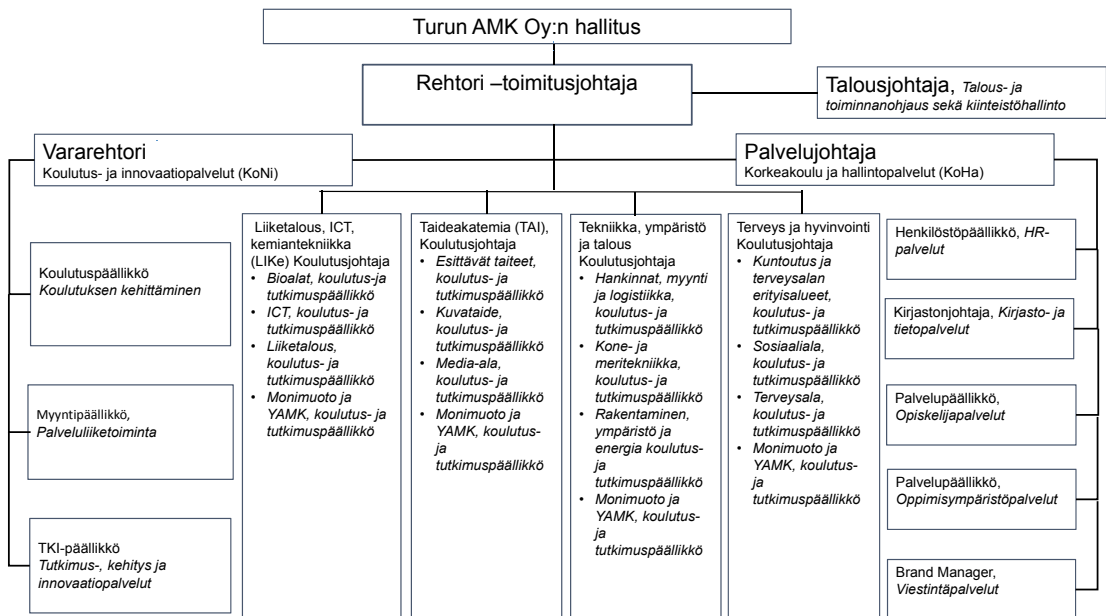 Turun AMK Oy:n hallitus
Rehtori –toimitusjohtaja
Talousjohtaja, Talous- ja
toiminnanohjaus sekä kiinteistöhallinto
Vararehtori
Koulutus- ja innovaatiopalvelut (KoNi)
Palvelujohtaja
Korkeakoulu ja hallintopalvelut (KoHa)
Koulutuspäällikkö
Koulutuksen kehittäminen
Myyntipäällikkö,
Palveluliiketoiminta
TKI-päällikkö
Tutkimus-, kehitys ja
innovaatiopalvelut
Liiketalous, ICT,
kemiantekniikka
(LIKe) Koulutusjohtaja
• Bioalat, koulutus-ja
tutkimuspäällikkö
• ICT, koulutus- ja
tutkimuspäällikkö
• Liiketalous,
koulutus- ja
tutkimuspäällikkö
• Monimuoto ja
YAMK, koulutus- ja
tutkimuspäällikkö
Taideakatemia (TAI),
Koulutusjohtaja
• Esittävät taiteet,
koulutus- ja
tutkimuspäällikkö
• Kuvataide,
koulutus- ja
tutkimuspäällikkö
• Media-ala,
koulutus- ja
tutkimuspäällikkö
• Monimuoto ja
YAMK, koulutus-
ja
tutkimuspäällikkö
Tekniikka, ympäristö
ja talous
Koulutusjohtaja
• Hankinnat, myynti
ja logistiikka,
koulutus- ja
tutkimuspäällikkö
• Kone- ja
meritekniikka,
koulutus- ja
tutkimuspäällikkö
• Rakentaminen,
ympäristö ja
energia koulutus-
ja
tutkimuspäällikkö
• Monimuoto ja
YAMK, koulutus-
ja
tutkimuspäällikkö
Terveys ja hyvinvointi
Koulutusjohtaja
• Kuntoutus ja
terveysalan
erityisalueet,
koulutus- ja
tutkimuspäällikkö
• Sosiaaliala,
koulutus- ja
tutkimuspäällikkö
• Terveysala,
koulutus- ja
tutkimuspäällikkö
• Monimuoto ja
YAMK, koulutus-
ja
tutkimuspäällikkö
Henkilöstöpäällikkö, HR-
palvelut
Kirjastonjohtaja, Kirjasto- ja
tietopalvelut
Palvelupäällikkö,
Opiskelijapalvelut
Palvelupäällikkö,
Oppimisympäristöpalvelut
Brand Manager,
Viestintäpalvelut